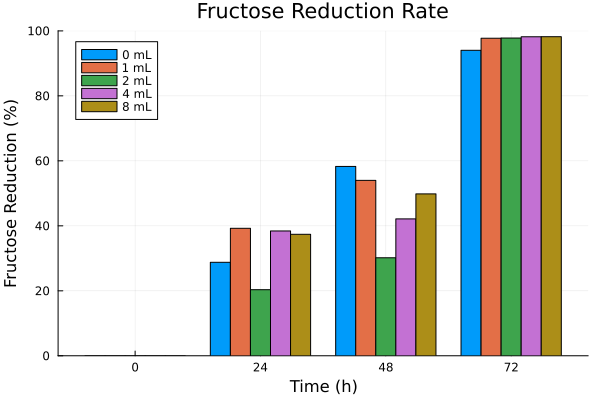 Fructose Reduction Rate
100
80
60
40
20
0
Fructose Reduction (%)
0 mL
1 mL
2 mL
4 mL
8 mL
0
24
48
72
Time (h)